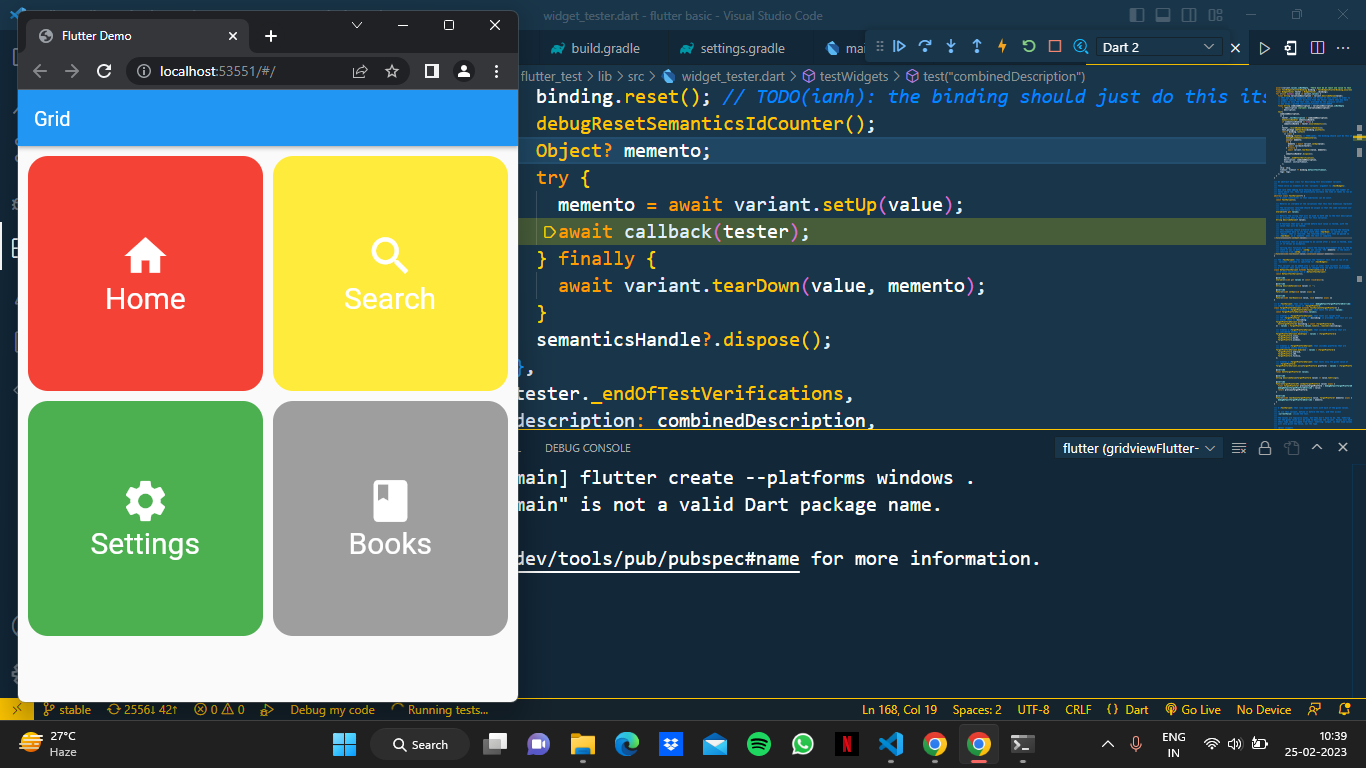 widget_tester.dart - flutter basic - Visual Studio Code
Flutter Demo
localhost:53551/#/
build.gradle
settings.gradle
Dart 2
flutter_test > lib > src > widget_tester.dart > testWidgets > test("combinedDescription")
Grid
Home
Search
Settings
Books
binding.reset(); // TODO(ianh): the binding should just do this its
debugResetSemanticsIdCounter();
Object? memento;
try {
memento = await variant.setUp(value);
await callback(tester);
} finally {
await variant.tearDown(value, memento);
}
semanticsHandle?.dispose();
},
tester._endOfTestVerifications,
description: combinedDescription,
DEBUG CONSOLE
flutter (gridviewFlutter-
main] flutter create --platforms windows .
main" is not a valid Dart package name.
dev/tools/pub/pubspec#name for more information.
stable
2556↓ 42↑
0
0
Debug my code
Running tests...
Ln 168, Col 19
Spaces: 2
UTF-8
CRLF
{ } Dart
Go Live
No Device
27°C
Haze
Search
N
ENG
IN
10:39
25-02-2023